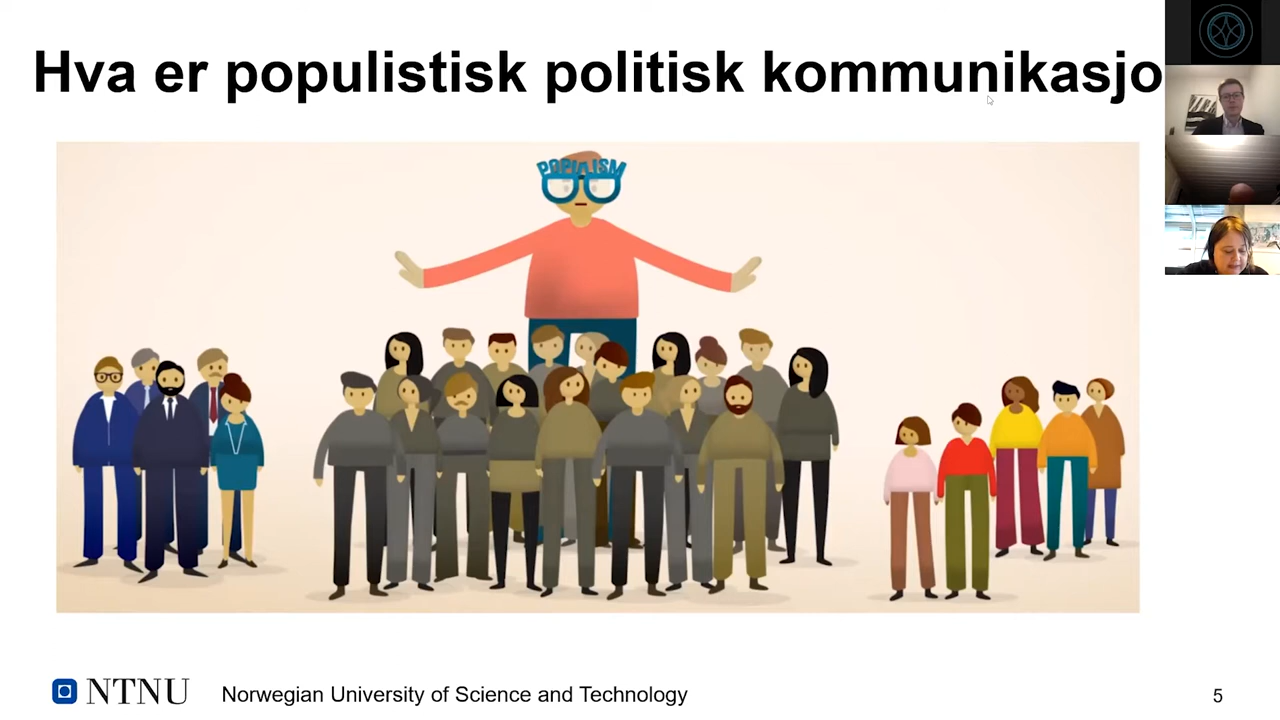 Hva er populistisk politisk kommunikasjo
POPULISM
NTNU
Norwegian University of Science and Technology
5